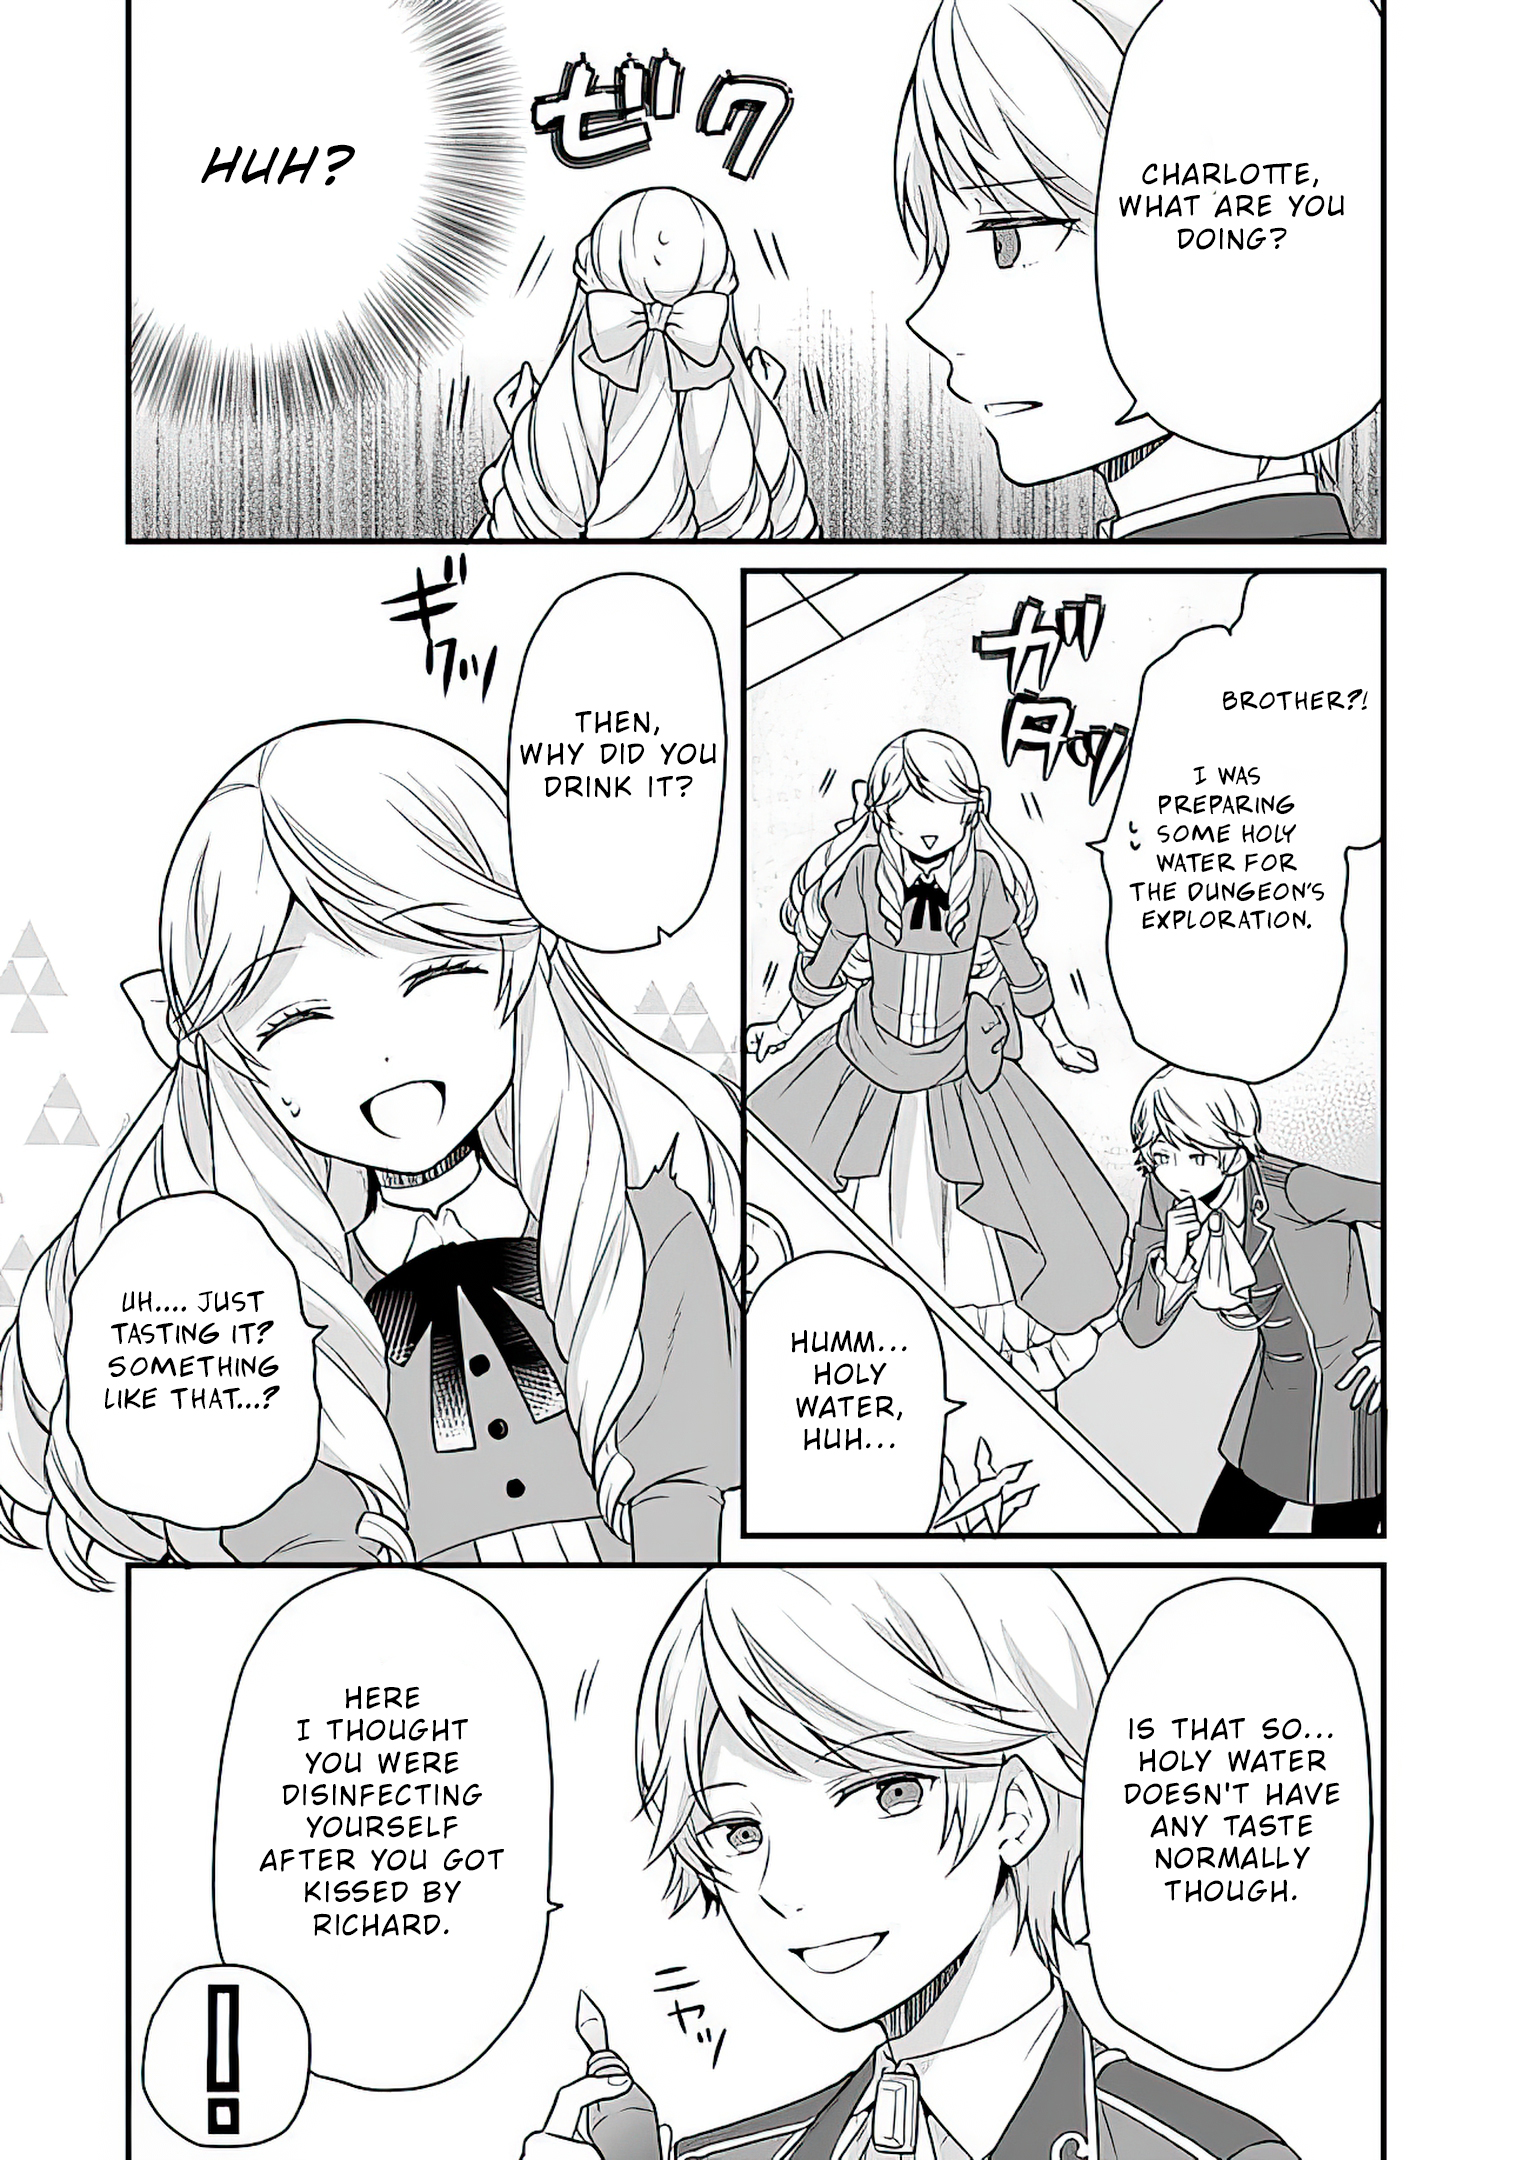 CHARLOTTE,
WHAT ARE YOU
DOING?
ビクッ
HUH?
BROTHER?!
I WAS
PREPARING
SOME HOLY
WATER FOR
THE DUNGEON'S
EXPLORATION.
ガタッ
HUMM...
HOLY
WATER,
HUH...
THEN,
WHY DID YOU
DRINK IT?
ギクッ
UH.... JUST
TASTING IT?
SOMETHING
LIKE THAT...?
IS THAT SO...
HOLY WATER
DOESN'T HAVE
ANY TASTE
NORMALLY
THOUGH.
ニヤッ
HERE
I THOUGHT
YOU WERE
DISINFECTING
YOURSELF
AFTER YOU GOT
KISSED BY
RICHARD.
!